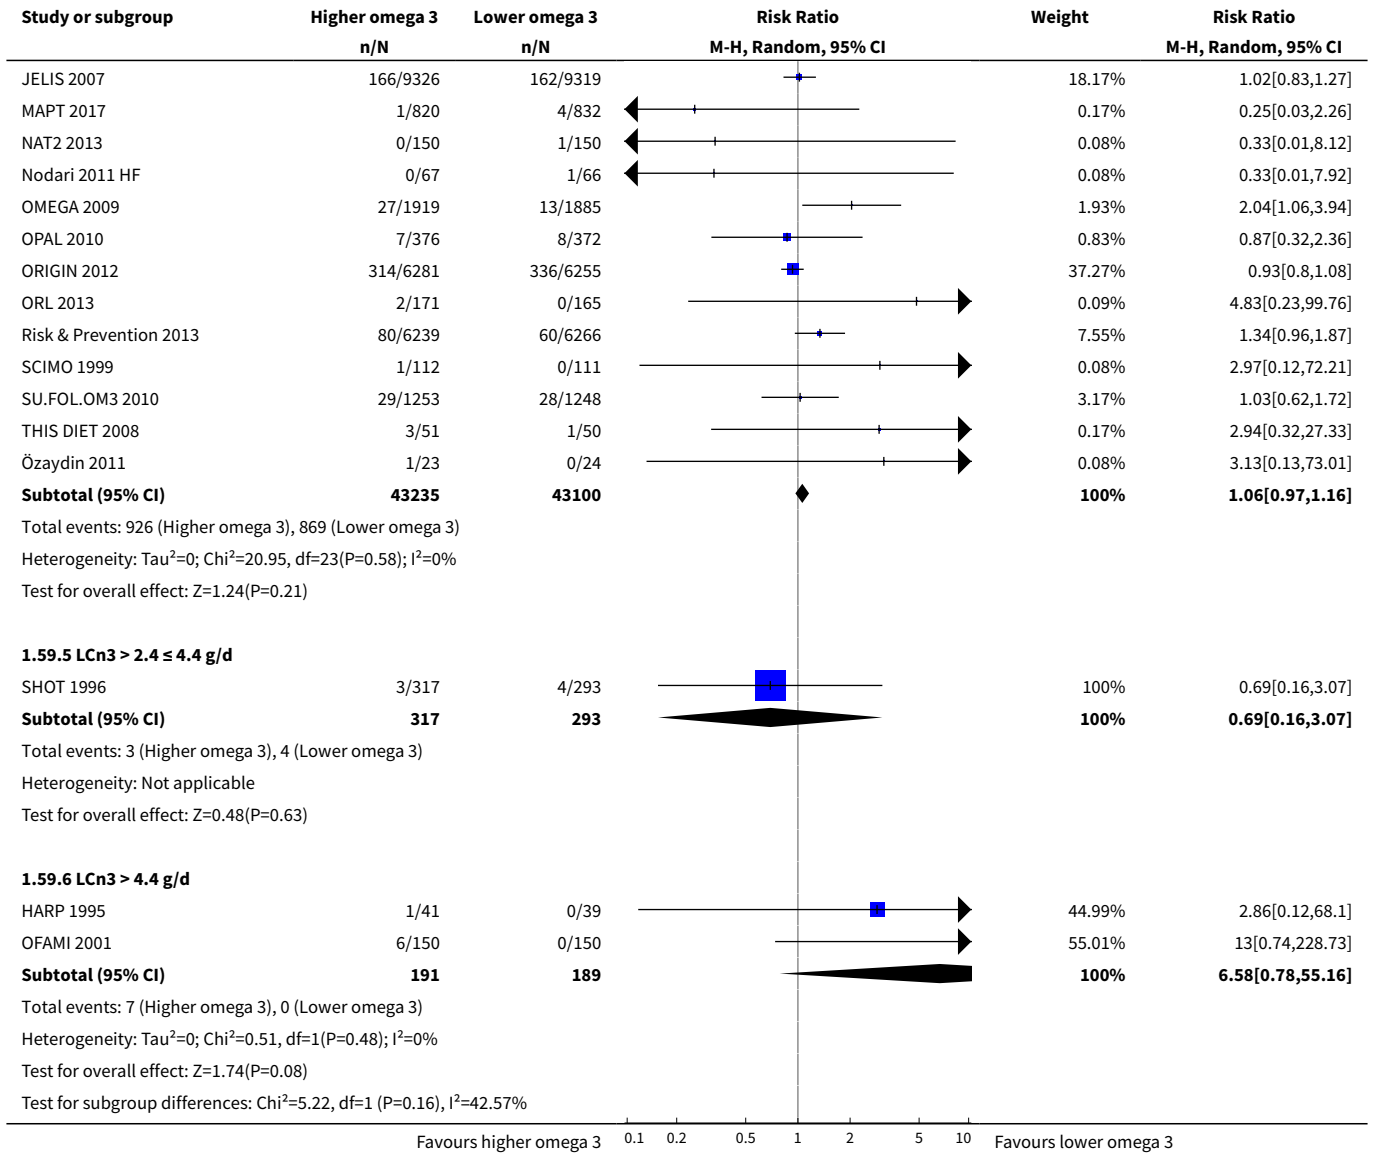 Study or subgroup Higher omega 3 Lower omega 3 Risk Ratio Weight Risk Ratio
n/N n/N M-H, Random, 95% CI M-H, Random, 95% CI
JELIS 2007 166/9326 162/9319 18.17% 1.02[0.83,1.27]
MAPT 2017 1/820 4/832 0.17% 0.25[0.03,2.26]
NAT2 2013 0/150 1/150 0.08% 0.33[0.01,8.12]
Nodari 2011 HF 0/67 1/66 0.08% 0.33[0.01,7.92]
OMEGA 2009 27/1919 13/1885 1.93% 2.04[1.06,3.94]
OPAL 2010 7/376 8/372 0.83% 0.87[0.32,2.36]
ORIGIN 2012 314/6281 336/6255 37.27% 0.93[0.8,1.08]
ORL 2013 2/171 0/165 0.09% 4.83[0.23,99.76]
Risk & Prevention 2013 80/6239 60/6266 7.55% 1.34[0.96,1.87]
SCIMO 1999 1/112 0/111 0.08% 2.97[0.12,72.21]
SU.FOL.OM3 2010 29/1253 28/1248 3.17% 1.03[0.62,1.72]
THIS DIET 2008 3/51 1/50 0.17% 2.94[0.32,27.33]
Özaydin 2011 1/23 0/24 0.08% 3.13[0.13,73.01]
Subtotal (95% CI) 43235 43100 100% 1.06[0.97,1.16]
Total events: 926 (Higher omega 3), 869 (Lower omega 3)
Heterogeneity: Tau²=0; Chi²=20.95, df=23(P=0.58); I²=0%
Test for overall effect: Z=1.24(P=0.21)
1.59.5 LCn3 > 2.4 ≤ 4.4 g/d
SHOT 1996 3/317 4/293 100% 0.69[0.16,3.07]
Subtotal (95% CI) 317 293 100% 0.69[0.16,3.07]
Total events: 3 (Higher omega 3), 4 (Lower omega 3)
Heterogeneity: Not applicable
Test for overall effect: Z=0.48(P=0.63)
1.59.6 LCn3 > 4.4 g/d
HARP 1995 1/41 0/39 44.99% 2.86[0.12,68.1]
OFAMI 2001 6/150 0/150 55.01% 13[0.74,228.73]
Subtotal (95% CI) 191 189 100% 6.58[0.78,55.16]
Total events: 7 (Higher omega 3), 0 (Lower omega 3)
Heterogeneity: Tau²=0; Chi²=0.51, df=1(P=0.48); I²=0%
Test for overall effect: Z=1.74(P=0.08)
Test for subgroup differences: Chi²=5.22, df=1 (P=0.16), I²=42.57%
Favours higher omega 3 0.1 0.2 0.5 1 2 5 10 Favours lower omega 3